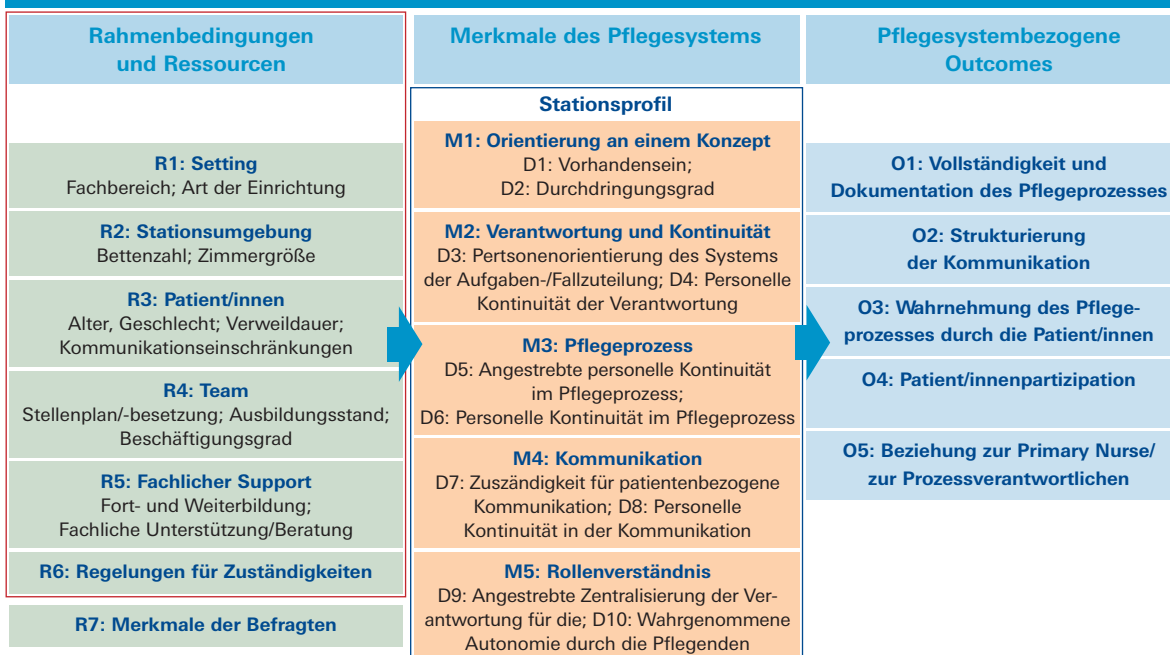 Rahmenbedingungen
und Ressourcen
R1: Setting
Fachbereich; Art der Einrichtung
R2: Stationsumgebung
Bettenzahl; Zimmergröße
R3: Patient/innen
Alter, Geschlecht; Verweildauer;
Kommunikationseinschränkungen
R4: Team
Stellenplan/-besetzung; Ausbildungsstand;
Beschäftigungsgrad
R5: Fachlicher Support
Fort- und Weiterbildung;
Fachliche Unterstützung/Beratung
R6: Regelungen für Zuständigkeiten
R7: Merkmale der Befragten
Merkmale des Pflegesystems
Stationsprofil
M1: Orientierung an einem Konzept
D1: Vorhandensein;
D2: Durchdringungsgrad
M2: Verantwortung und Kontinuität
D3: Pertsonenorientierung des Systems
der Aufgaben-/Fallzuteilung; D4: Personelle
Kontinuität der Verantwortung
M3: Pflegeprozess
D5: Angestrebte personelle Kontinuität
im Pflegeprozess;
D6: Personelle Kontinuität im Pflegeprozess
M4: Kommunikation
D7: Zuszändigkeit für patientenbezogene
Kommunikation; D8: Personelle
Kontinuität in der Kommunikation
M5: Rollenverständnis
D9: Angestrebte Zentralisierung der Ver-
antwortung für die; D10: Wahrgenommene
Autonomie durch die Pflegenden
Pflegesystembezogene
Outcomes
O1: Vollständigkeit und
Dokumentation des Pflegeprozesses
O2: Strukturierung
der Kommunikation
O3: Wahrnehmung des Pflege-
prozesses durch die Patient/innen
O4: Patient/innenpartizipation
O5: Beziehung zur Primary Nurse/
zur Prozessverantwortlichen